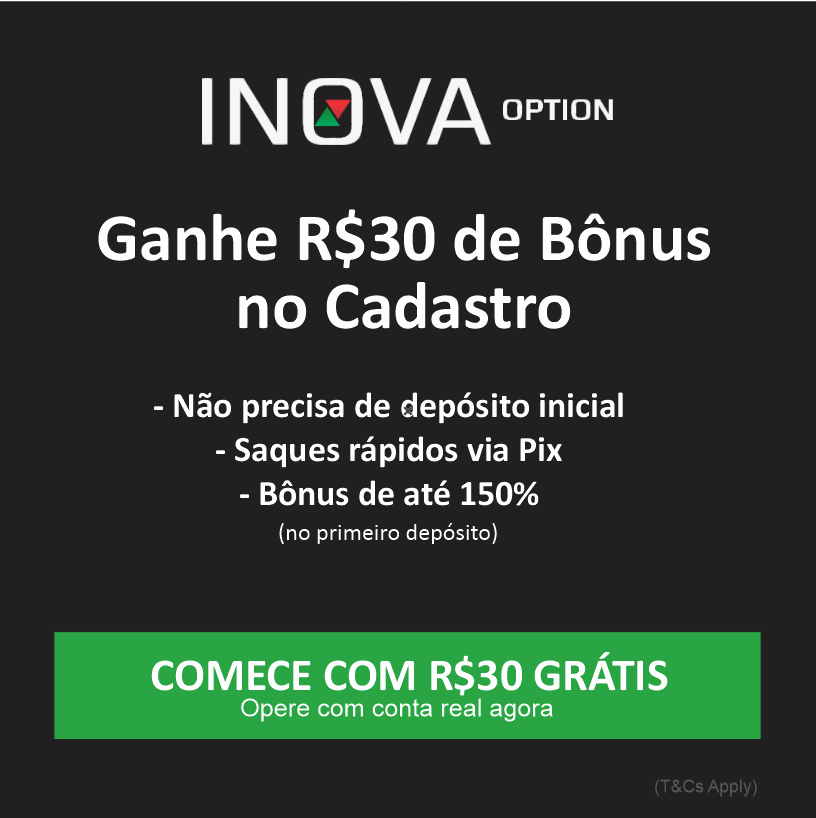 INOVA OPTION
Ganhe R$30 de Bônus
no Cadastro
- Não precisa de depósito inicial
- Saques rápidos via Pix
- Bônus de até 150%
(no primeiro depósito)
COMECE COM R$30 GRÁTIS
Opere com conta real agora
(T&Cs Apply)